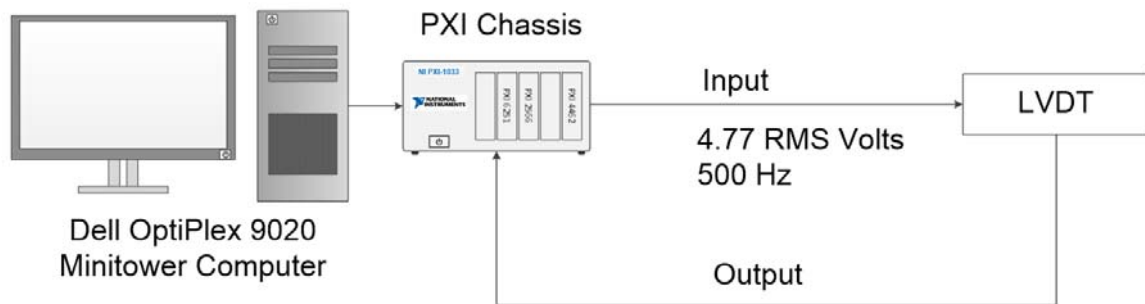 PXI Chassis
NI PXI-1033
NATIONAL
INSTRUMENTS
PXI 6251
PXI 2566
PXI 4462
Input
4.77 RMS Volts
500 Hz
LVDT
Dell OptiPlex 9020
Minitower Computer
Output